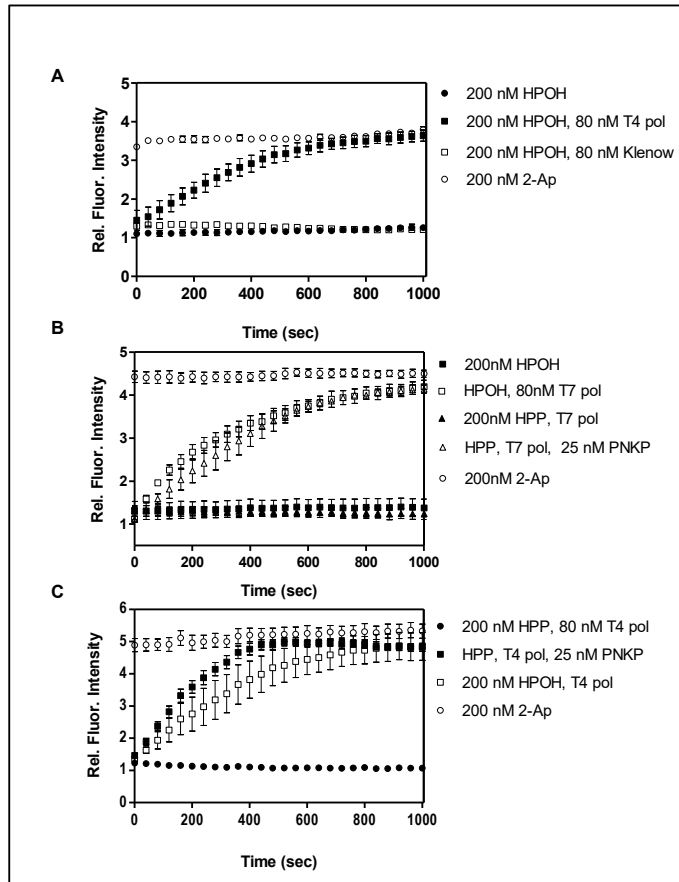 A
Rel. Fluor. Intensity
5
4
3
2
1
0
0 200 400 600 800 1000
Time (sec)
200 nM HPOH
200 nM HPOH, 80 nM T4 pol
200 nM HPOH, 80 nM Klenow
200 nM 2-Ap
B
Rel. Fluor. Intensity
5
4
3
2
1
0 200 400 600 800 1000
Time (sec)
200nM HPOH
HPOH, 80nM T7 pol
200nM HPP, T7 pol
HPP, T7 pol, 25 nM PNKP
200nM 2-Ap
C
Rel. Fluor. Intensity
6
5
4
3
2
1
0
0 200 400 600 800 1000
Time (sec)
200 nM HPP, 80 nM T4 pol
HPP, T4 pol, 25 nM PNKP
200 nM HPOH, T4 pol
200 nM 2-Ap